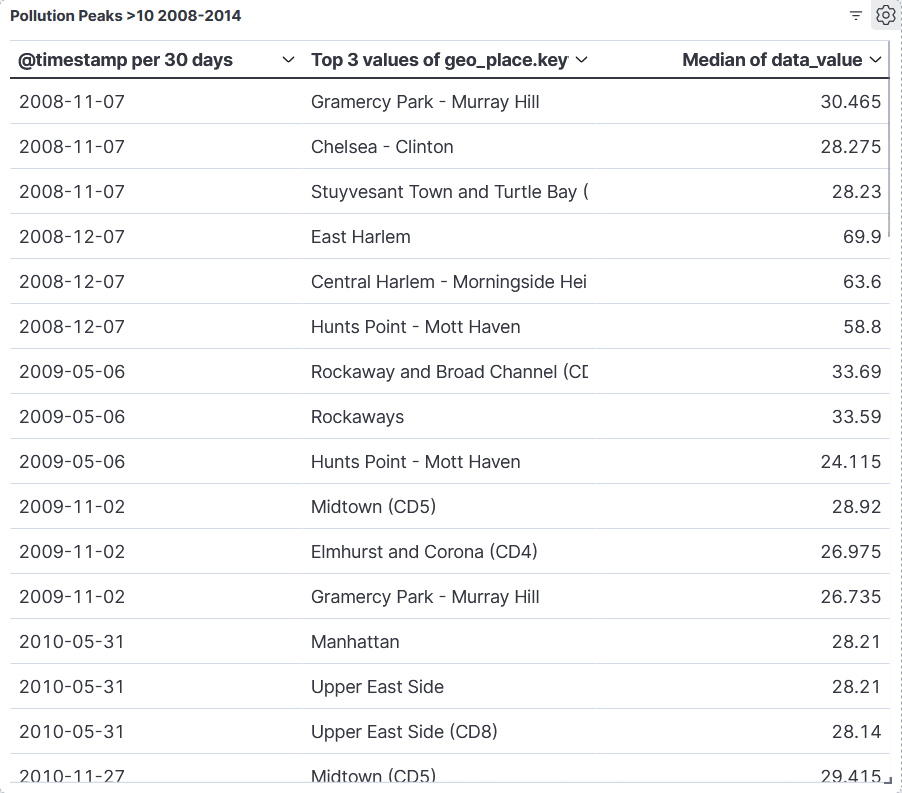 Pollution Peaks >10 2008-2014
@timestamp per 30 days Top 3 values of geo_place.key Median of data_value
2008-11-07 Gramercy Park - Murray Hill 30.465
2008-11-07 Chelsea - Clinton 28.275
2008-11-07 Stuyvesant Town and Turtle Bay ( 28.23
2008-12-07 East Harlem 69.9
2008-12-07 Central Harlem - Morningside Hei 63.6
2008-12-07 Hunts Point - Mott Haven 58.8
2009-05-06 Rockaway and Broad Channel (CD 33.69
2009-05-06 Rockaways 33.59
2009-05-06 Hunts Point - Mott Haven 24.115
2009-11-02 Midtown (CD5) 28.92
2009-11-02 Elmhurst and Corona (CD4) 26.975
2009-11-02 Gramercy Park - Murray Hill 26.735
2010-05-31 Manhattan 28.21
2010-05-31 Upper East Side 28.21
2010-05-31 Upper East Side (CD8) 28.14
2010-11-27 Midtown (CD5) 29.415